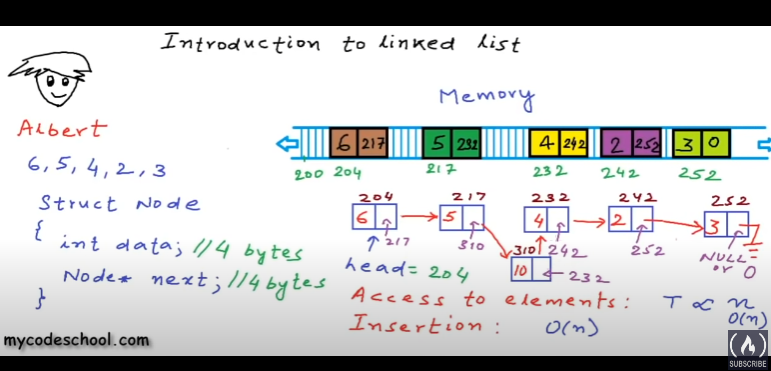 Introduction to linked list
Memory
Albert
6, 5, 4, 2, 3
6 217 5 232 4 242 2 252 3 0
200 204 217 232 242 252
Struct Node
{
int data; //4 bytes
Node* next; //4 bytes
}
204 217 232 242 252
6 5 4 2 3
217 310 242 252 NULL or 0
310
10 232
head = 204
Access to elements: T ∝ n
O(n)
Insertion: O(n)
mycodeschool.com
SUBSCRIBE